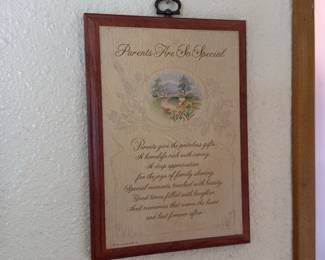 Parents Are So Special
Parents give the priceless gifts,
A homelife rich with caring,
A deep appreciation
for the joys of family sharing,
Special moments touched with beauty,
Good times filled with laughter,
And memories that warm the heart
and last forever after.